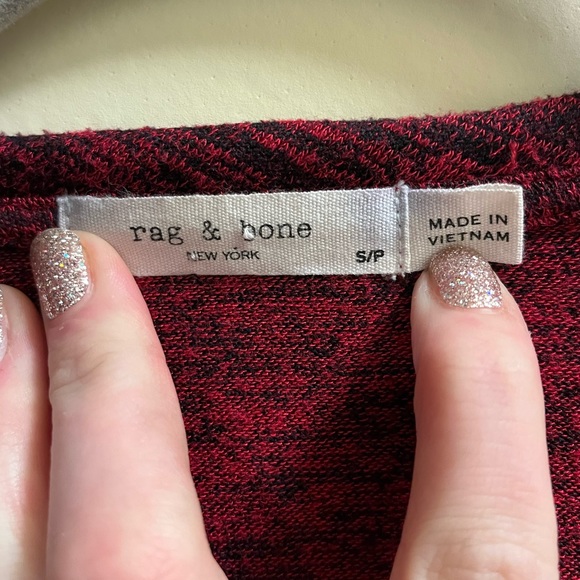 rag & bone
NEW YORK
S/P
MADE IN
VIETNAM